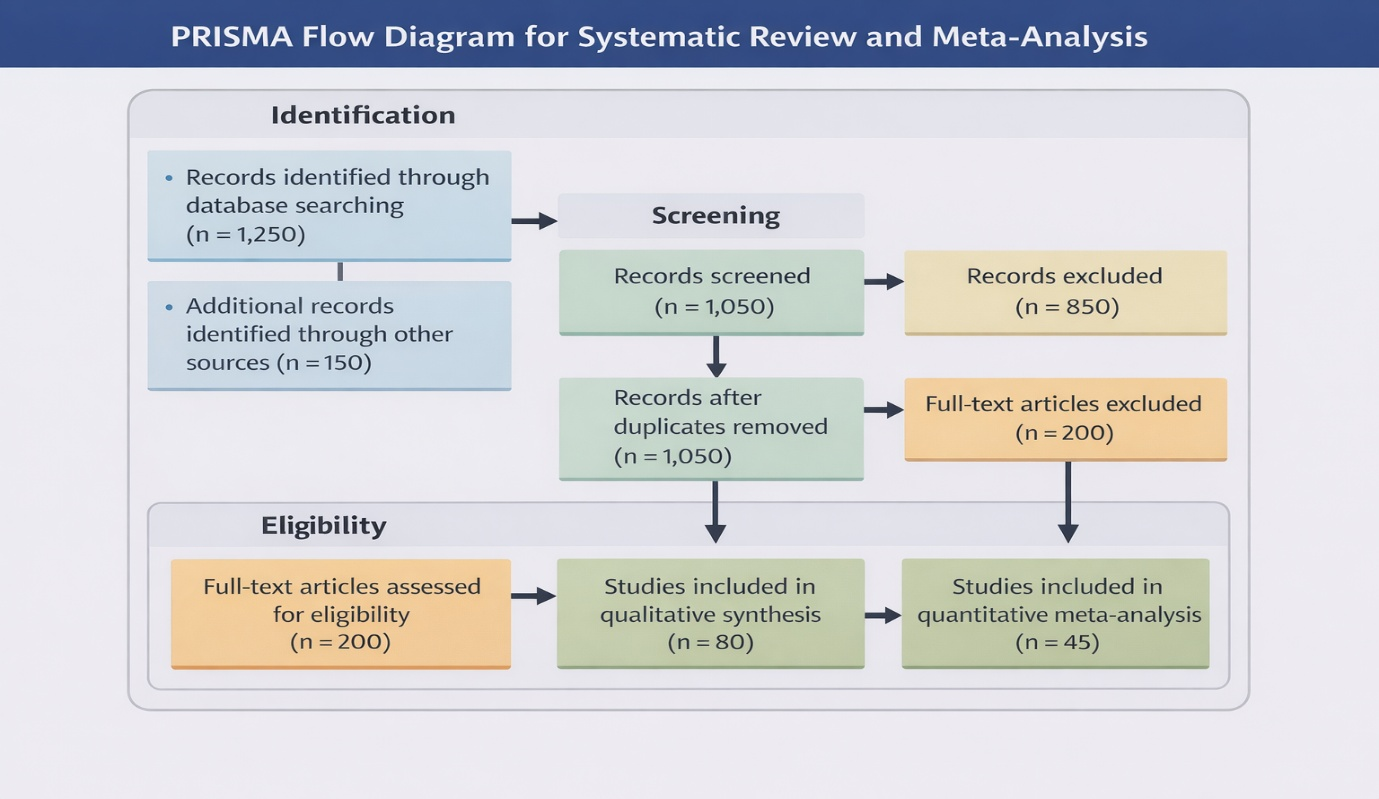 PRISMA Flow Diagram for Systematic Review and Meta-Analysis
Identification
• Records identified through
database searching
(n = 1,250)
• Additional records
identified through other
sources (n = 150)
Screening
Records screened
(n = 1,050)
Records excluded
(n = 850)
Records after
duplicates removed
(n = 1,050)
Full-text articles excluded
(n = 200)
Eligibility
Full-text articles assessed
for eligibility
(n = 200)
Studies included in
qualitative synthesis
(n = 80)
Studies included in
quantitative meta-analysis
(n = 45)